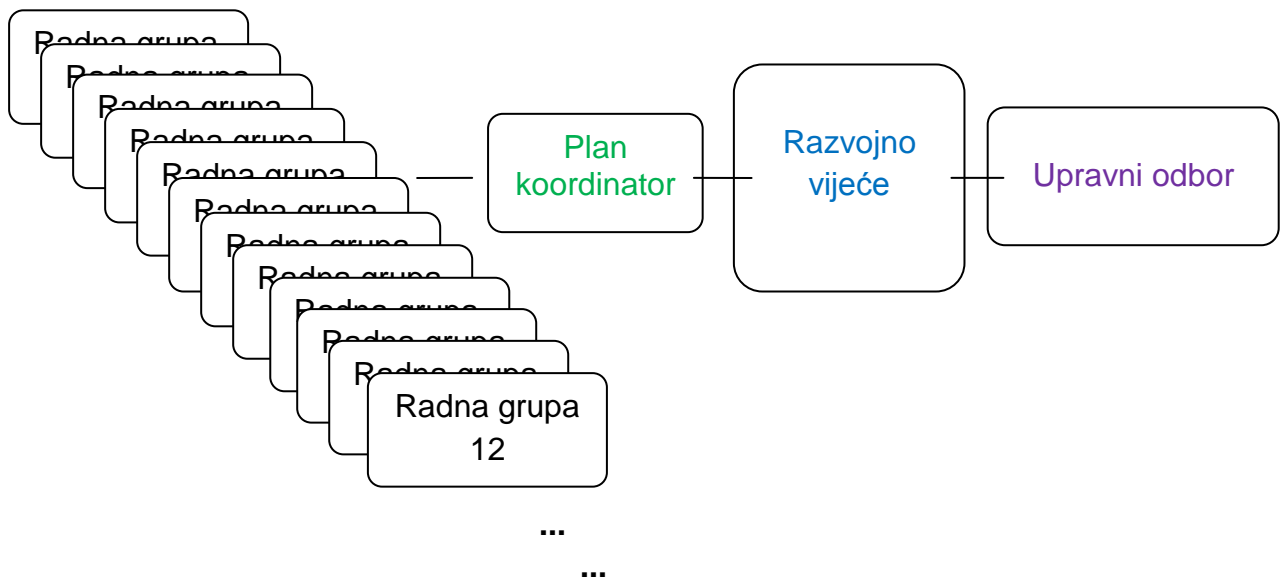 Radna grupa
Radna grupa
Radna grupa
Radna grupa
Radna grupa
Radna grupa
Radna grupa
Radna grupa
Radna grupa
Radna grupa
Radna grupa
Radna grupa
12
Plan
koordinator
Razvojno
vijeće
Upravni odbor
...
...